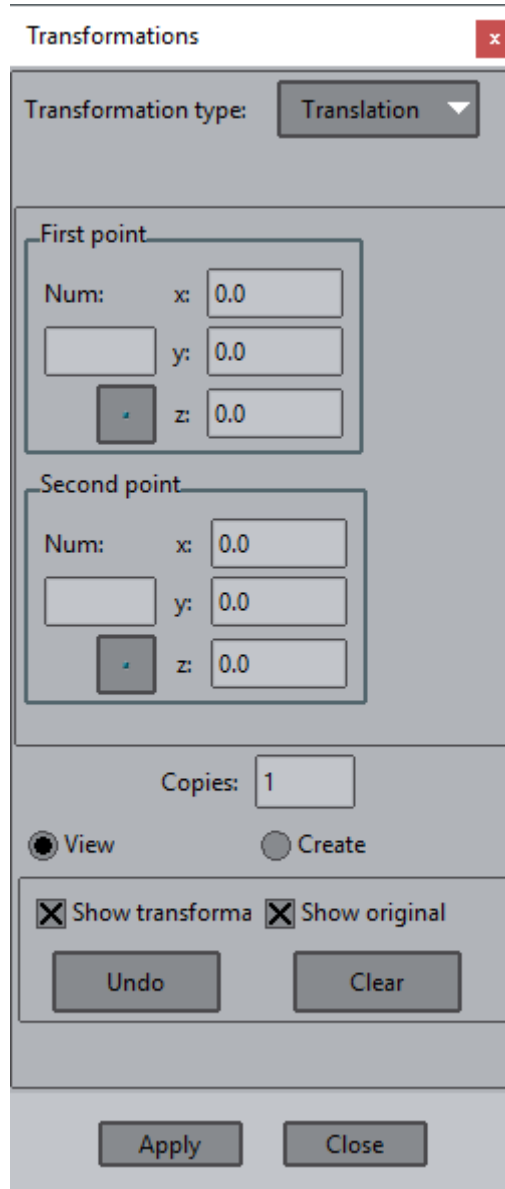 Transformations x
Transformation type: Translation
First point
Num: x: 0.0
y: 0.0
z: 0.0
Second point
Num: x: 0.0
y: 0.0
z: 0.0
Copies: 1
View Create
Show transforma Show original
Undo Clear
Apply Close